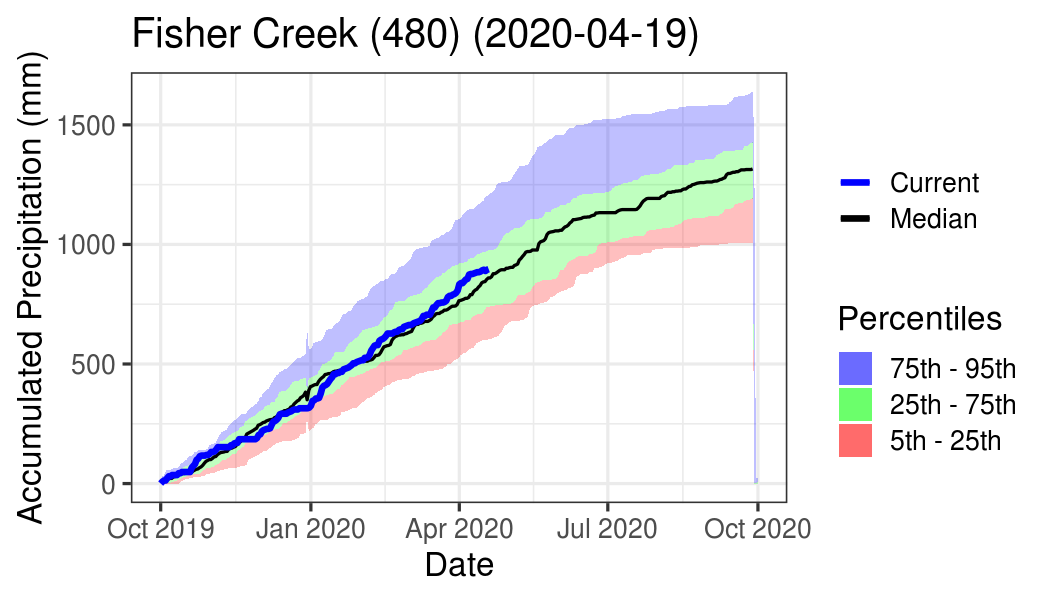 Fisher Creek (480) (2020-04-19)
Accumulated Precipitation (mm)
1500
1000
500
0
Oct 2019
Jan 2020
Apr 2020
Jul 2020
Oct 2020
Date
Current
Median
Percentiles
75th - 95th
25th - 75th
5th - 25th